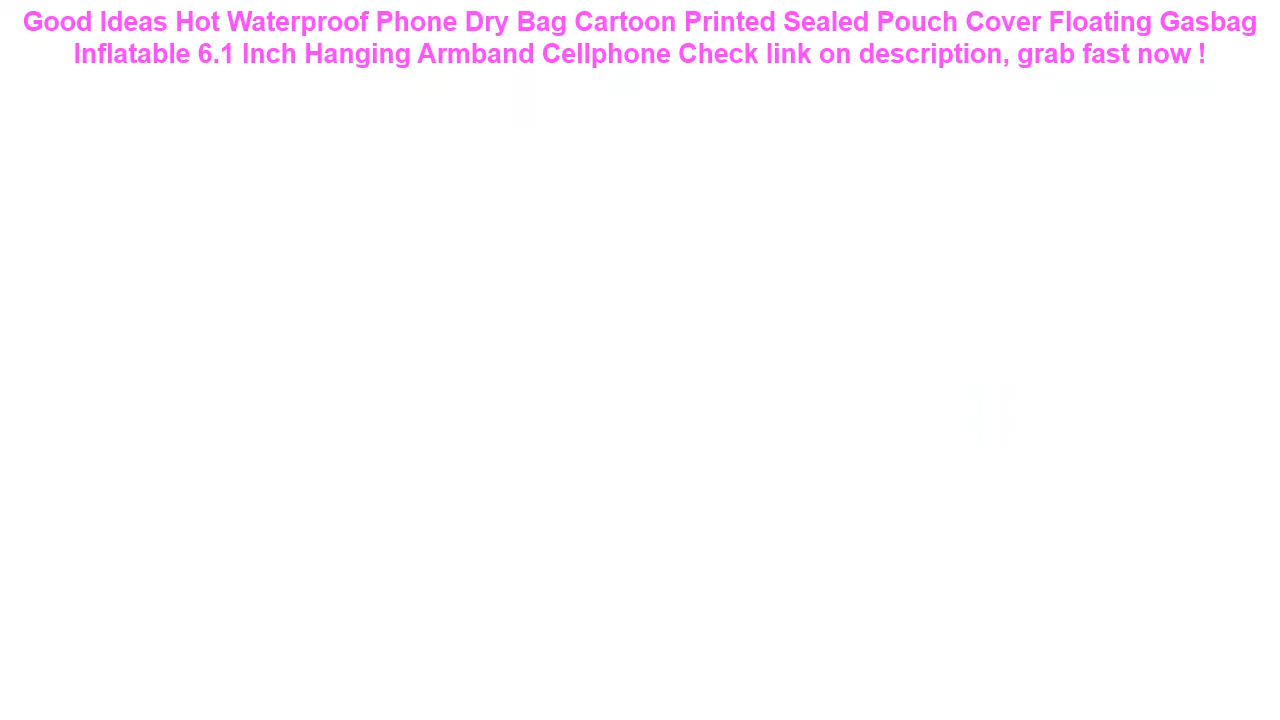 Good Ideas Hot Waterproof Phone Dry Bag Cartoon Printed Sealed Pouch Cover Floating Gasbag
Inflatable 6.1 Inch Hanging Armband Cellphone Check link on description, grab fast now !